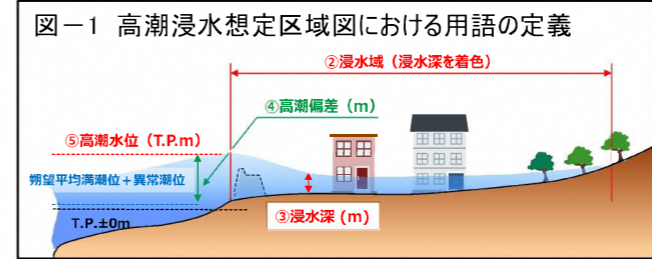 図－1 高潮浸水想定区域図における用語の定義
②浸水域（浸水深を着色）
④高潮偏差（m）
⑤高潮水位（T.P.m）
朔望平均満潮位＋異常潮位
T.P.±0m
③浸水深（m）